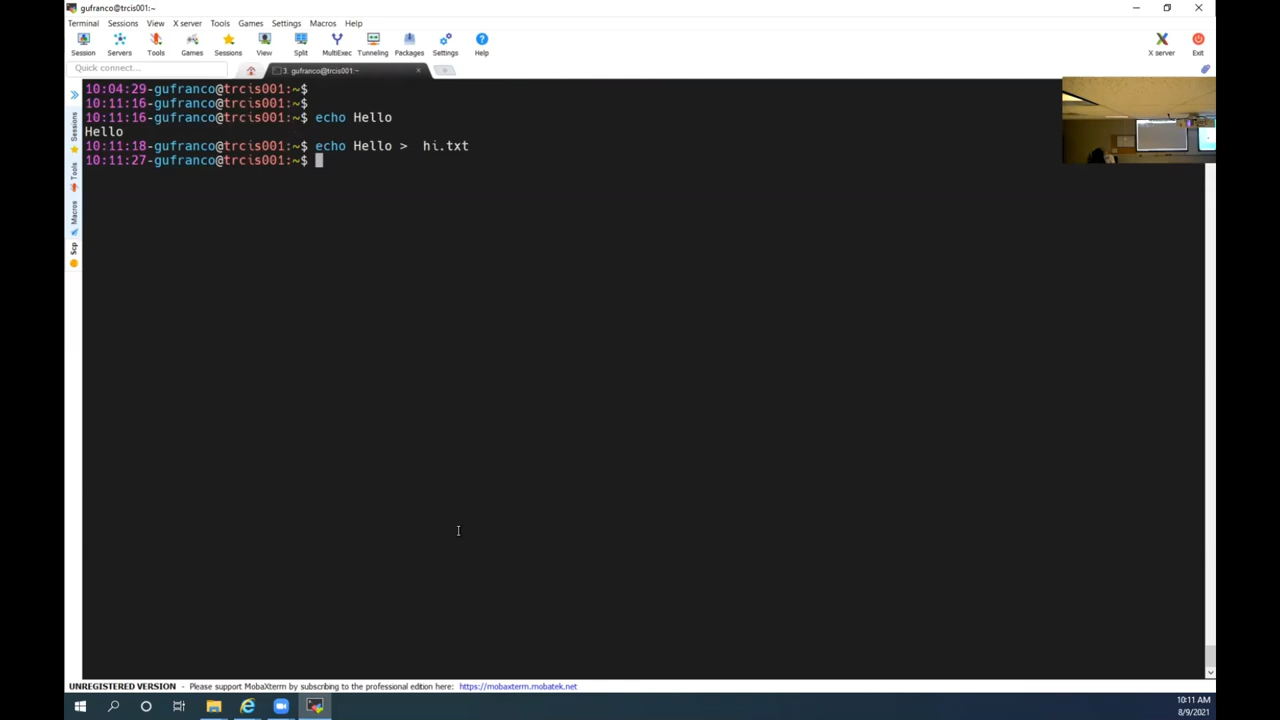 gufranco@trcis001:~
Terminal Sessions View X server Tools Games Settings Macros Help
Session Servers Tools Games Sessions View Split MultiExec Tunneling Packages Settings Help X server Exit
Quick connect...
3. gufranco@trcis001:~
Sessions
Tools
Macros
Scp
10:04:29-gufranco@trcis001:~$
10:11:16-gufranco@trcis001:~$
10:11:16-gufranco@trcis001:~$ echo Hello
Hello
10:11:18-gufranco@trcis001:~$ echo Hello >  hi.txt
10:11:27-gufranco@trcis001:~$
UNREGISTERED VERSION - Please support MobaXterm by subscribing to the professional edition here: https://mobaxterm.mobatek.net
10:11 AM
8/9/2021